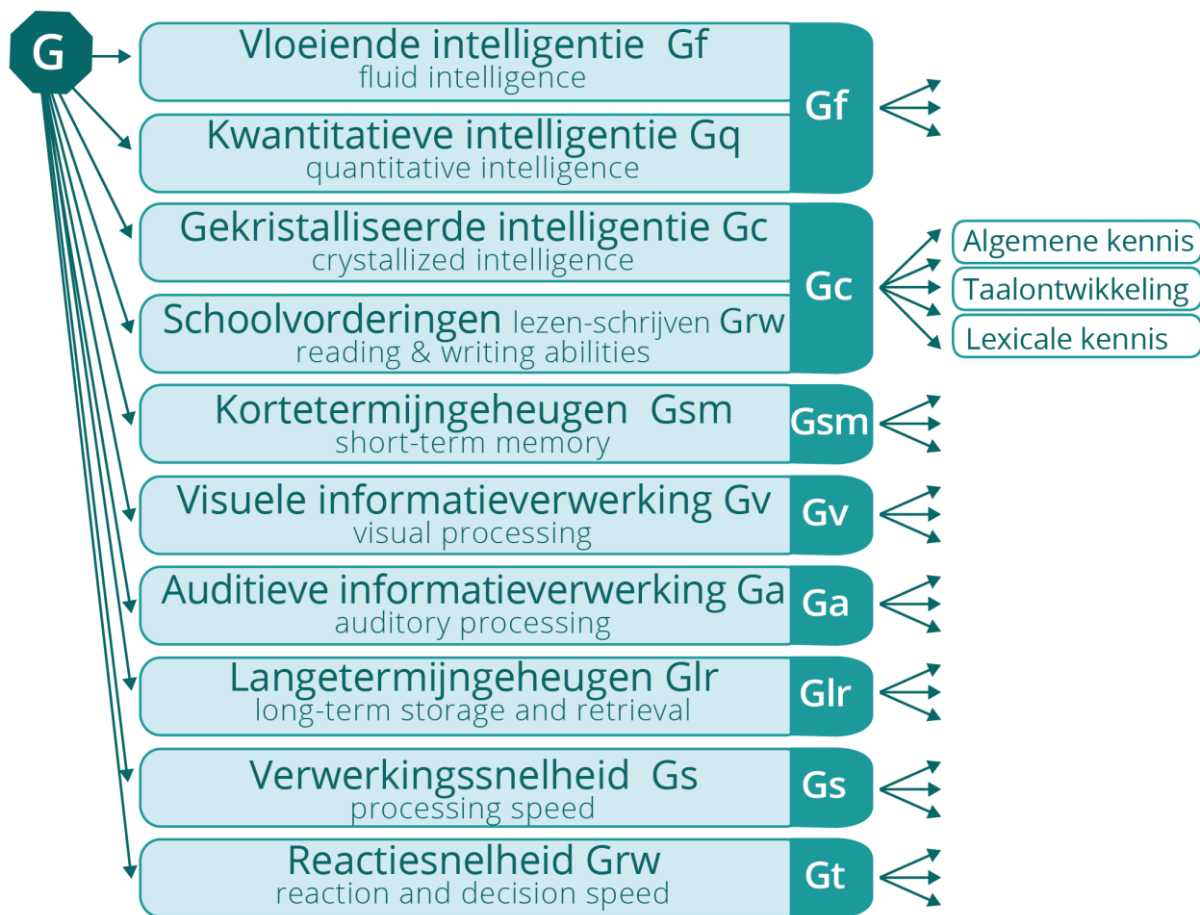 G
Vloeiende intelligentie Gf
fluid intelligence
Gf
Kwantitatieve intelligentie Gq
quantitative intelligence
Gekristalliseerde intelligentie Gc
crystallized intelligence
Gc
Algemene kennis
Taalontwikkeling
Lexicale kennis
Schoolvorderingen lezen-schrijven Grw
reading & writing abilities
Kortetermijngeheugen Gsm
short-term memory
Gsm
Visuele informatieverwerking Gv
visual processing
Gv
Auditieve informatieverwerking Ga
auditory processing
Ga
Langetermijngeheugen Glr
long-term storage and retrieval
Glr
Verwerkingssnelheid Gs
processing speed
Gs
Reactiesnelheid Grw
reaction and decision speed
Gt